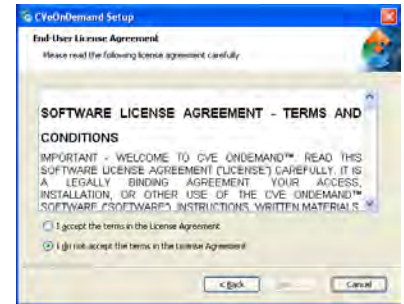 CVeOnDemand Setup
End-User License Agreement
Please read the following license agreement carefully
SOFTWARE LICENSE AGREEMENT - TERMS AND
CONDITIONS
IMPORTANT - WELCOME TO CVE ONDEMAND™. READ THIS
SOFTWARE LICENSE AGREEMENT ("LICENSE") CAREFULLY. IT IS
A LEGALLY BINDING AGREEMENT. YOUR ACCESS,
INSTALLATION, OR OTHER USE OF THE CVE ONDEMAND™
SOFTWARE ("SOFTWARE"), INSTRUCTIONS, WRITTEN MATERIALS,
I accept the terms in the License Agreement
I do not accept the terms in the License Agreement
< Back
Cancel